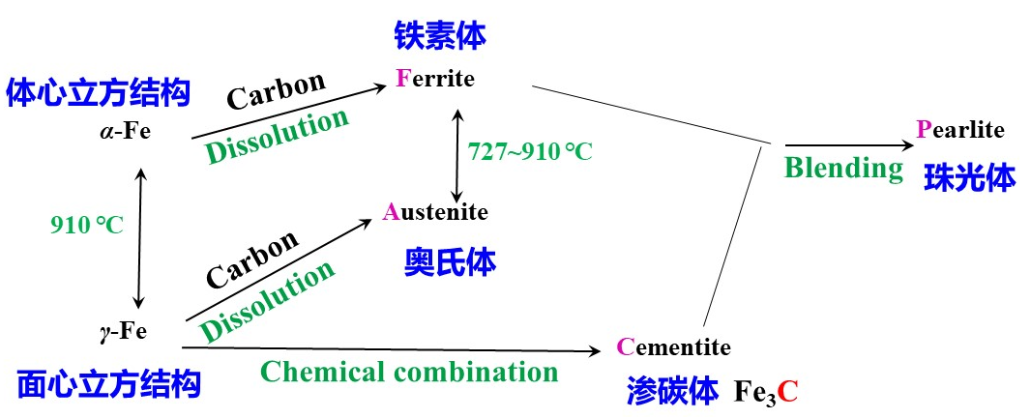 铁素体
Ferrite
体心立方结构
α-Fe
Carbon
Dissolution
727~910 °C
Pearlite
Blending
珠光体
910 °C
Austenite
奥氏体
Carbon
Dissolution
γ-Fe
面心立方结构
Chemical combination
Cementite
渗碳体 Fe₃C